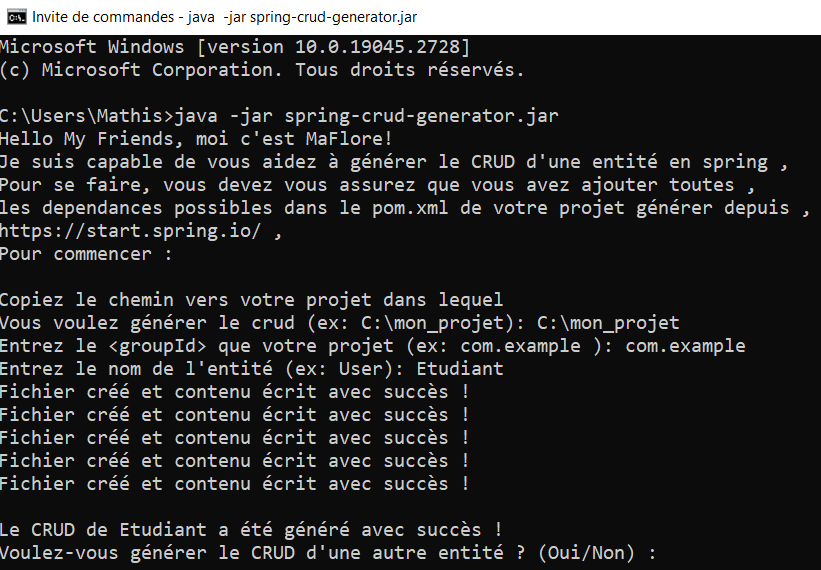 Invite de commandes - java  -jar spring-crud-generator.jar
Microsoft Windows [version 10.0.19045.2728]
(c) Microsoft Corporation. Tous droits réservés.
C:\Users\Mathis>java -jar spring-crud-generator.jar
Hello My Friends, moi c'est MaFlore!
Je suis capable de vous aidez à générer le CRUD d'une entité en spring ,
Pour se faire, vous devez vous assurez que vous avez ajouter toutes ,
les dependances possibles dans le pom.xml de votre projet générer depuis ,
https://start.spring.io/ ,
Pour commencer :
Copiez le chemin vers votre projet dans lequel
Vous voulez générer le crud (ex: C:\mon_projet): C:\mon_projet
Entrez le <groupId> que votre projet (ex: com.example ): com.example
Entrez le nom de l'entité (ex: User): Etudiant
Fichier créé et contenu écrit avec succès !
Fichier créé et contenu écrit avec succès !
Fichier créé et contenu écrit avec succès !
Fichier créé et contenu écrit avec succès !
Fichier créé et contenu écrit avec succès !
Le CRUD de Etudiant a été généré avec succès !
Voulez-vous générer le CRUD d'une autre entité ? (Oui/Non) :